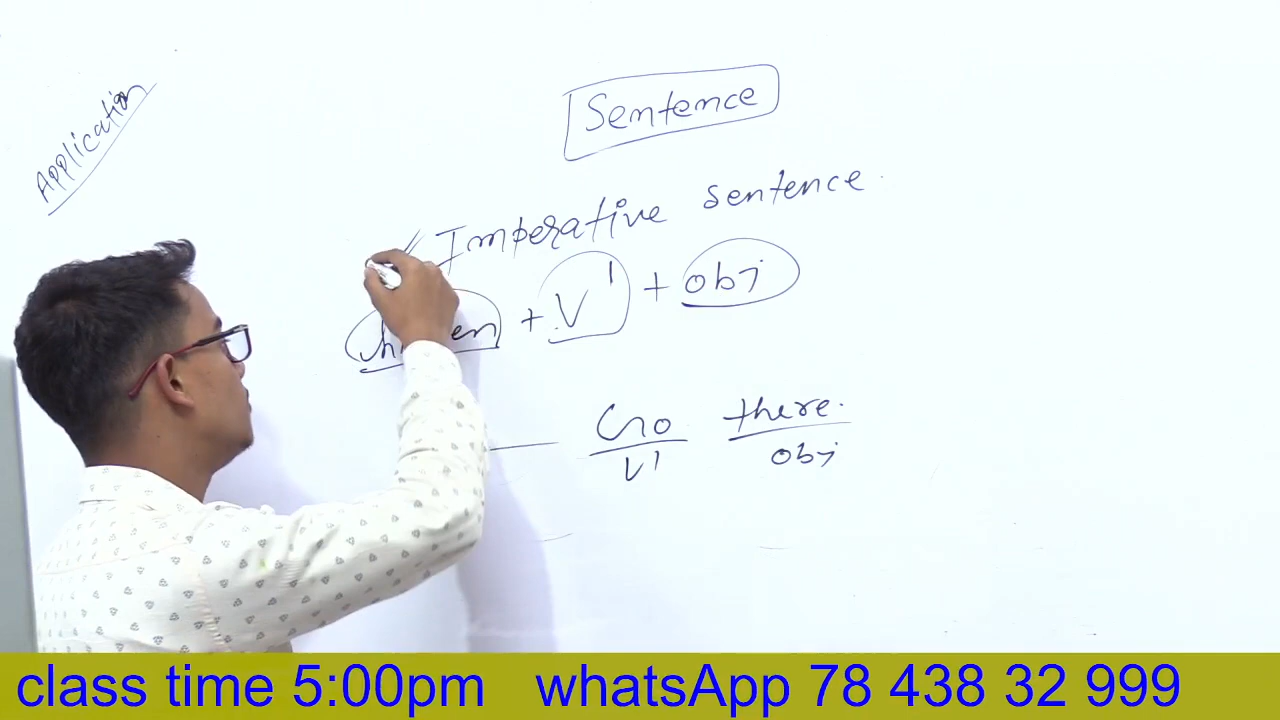 Application
Sentence
Imperative sentence.
+ V¹ + obj
Go there.
V¹ obj
class time 5:00pm whatsApp 78 438 32 999